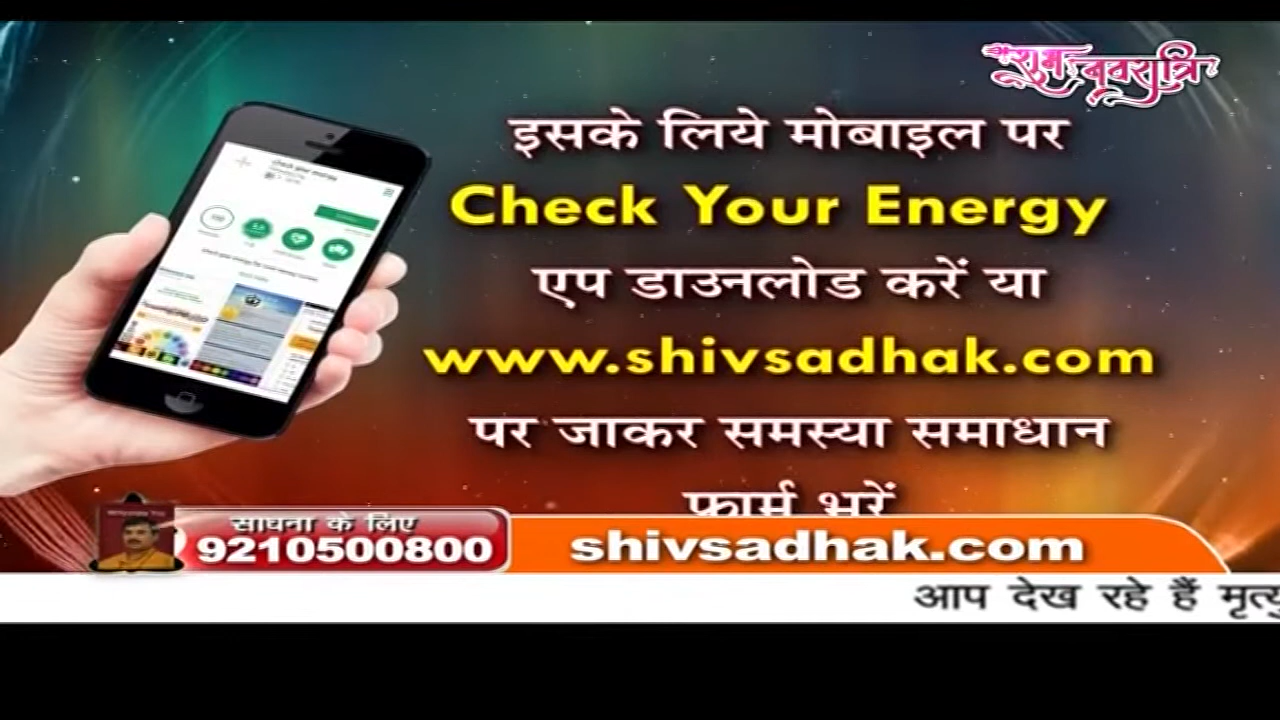 शुभ नवरात्रि
इसके लिये मोबाइल पर
Check Your Energy
एप डाउनलोड करें या
www.shivsadhak.com
पर जाकर समस्या समाधान
फार्म भरें
साधना के लिए
9210500800
shivsadhak.com
आप देख रहे हैं मृत्यु